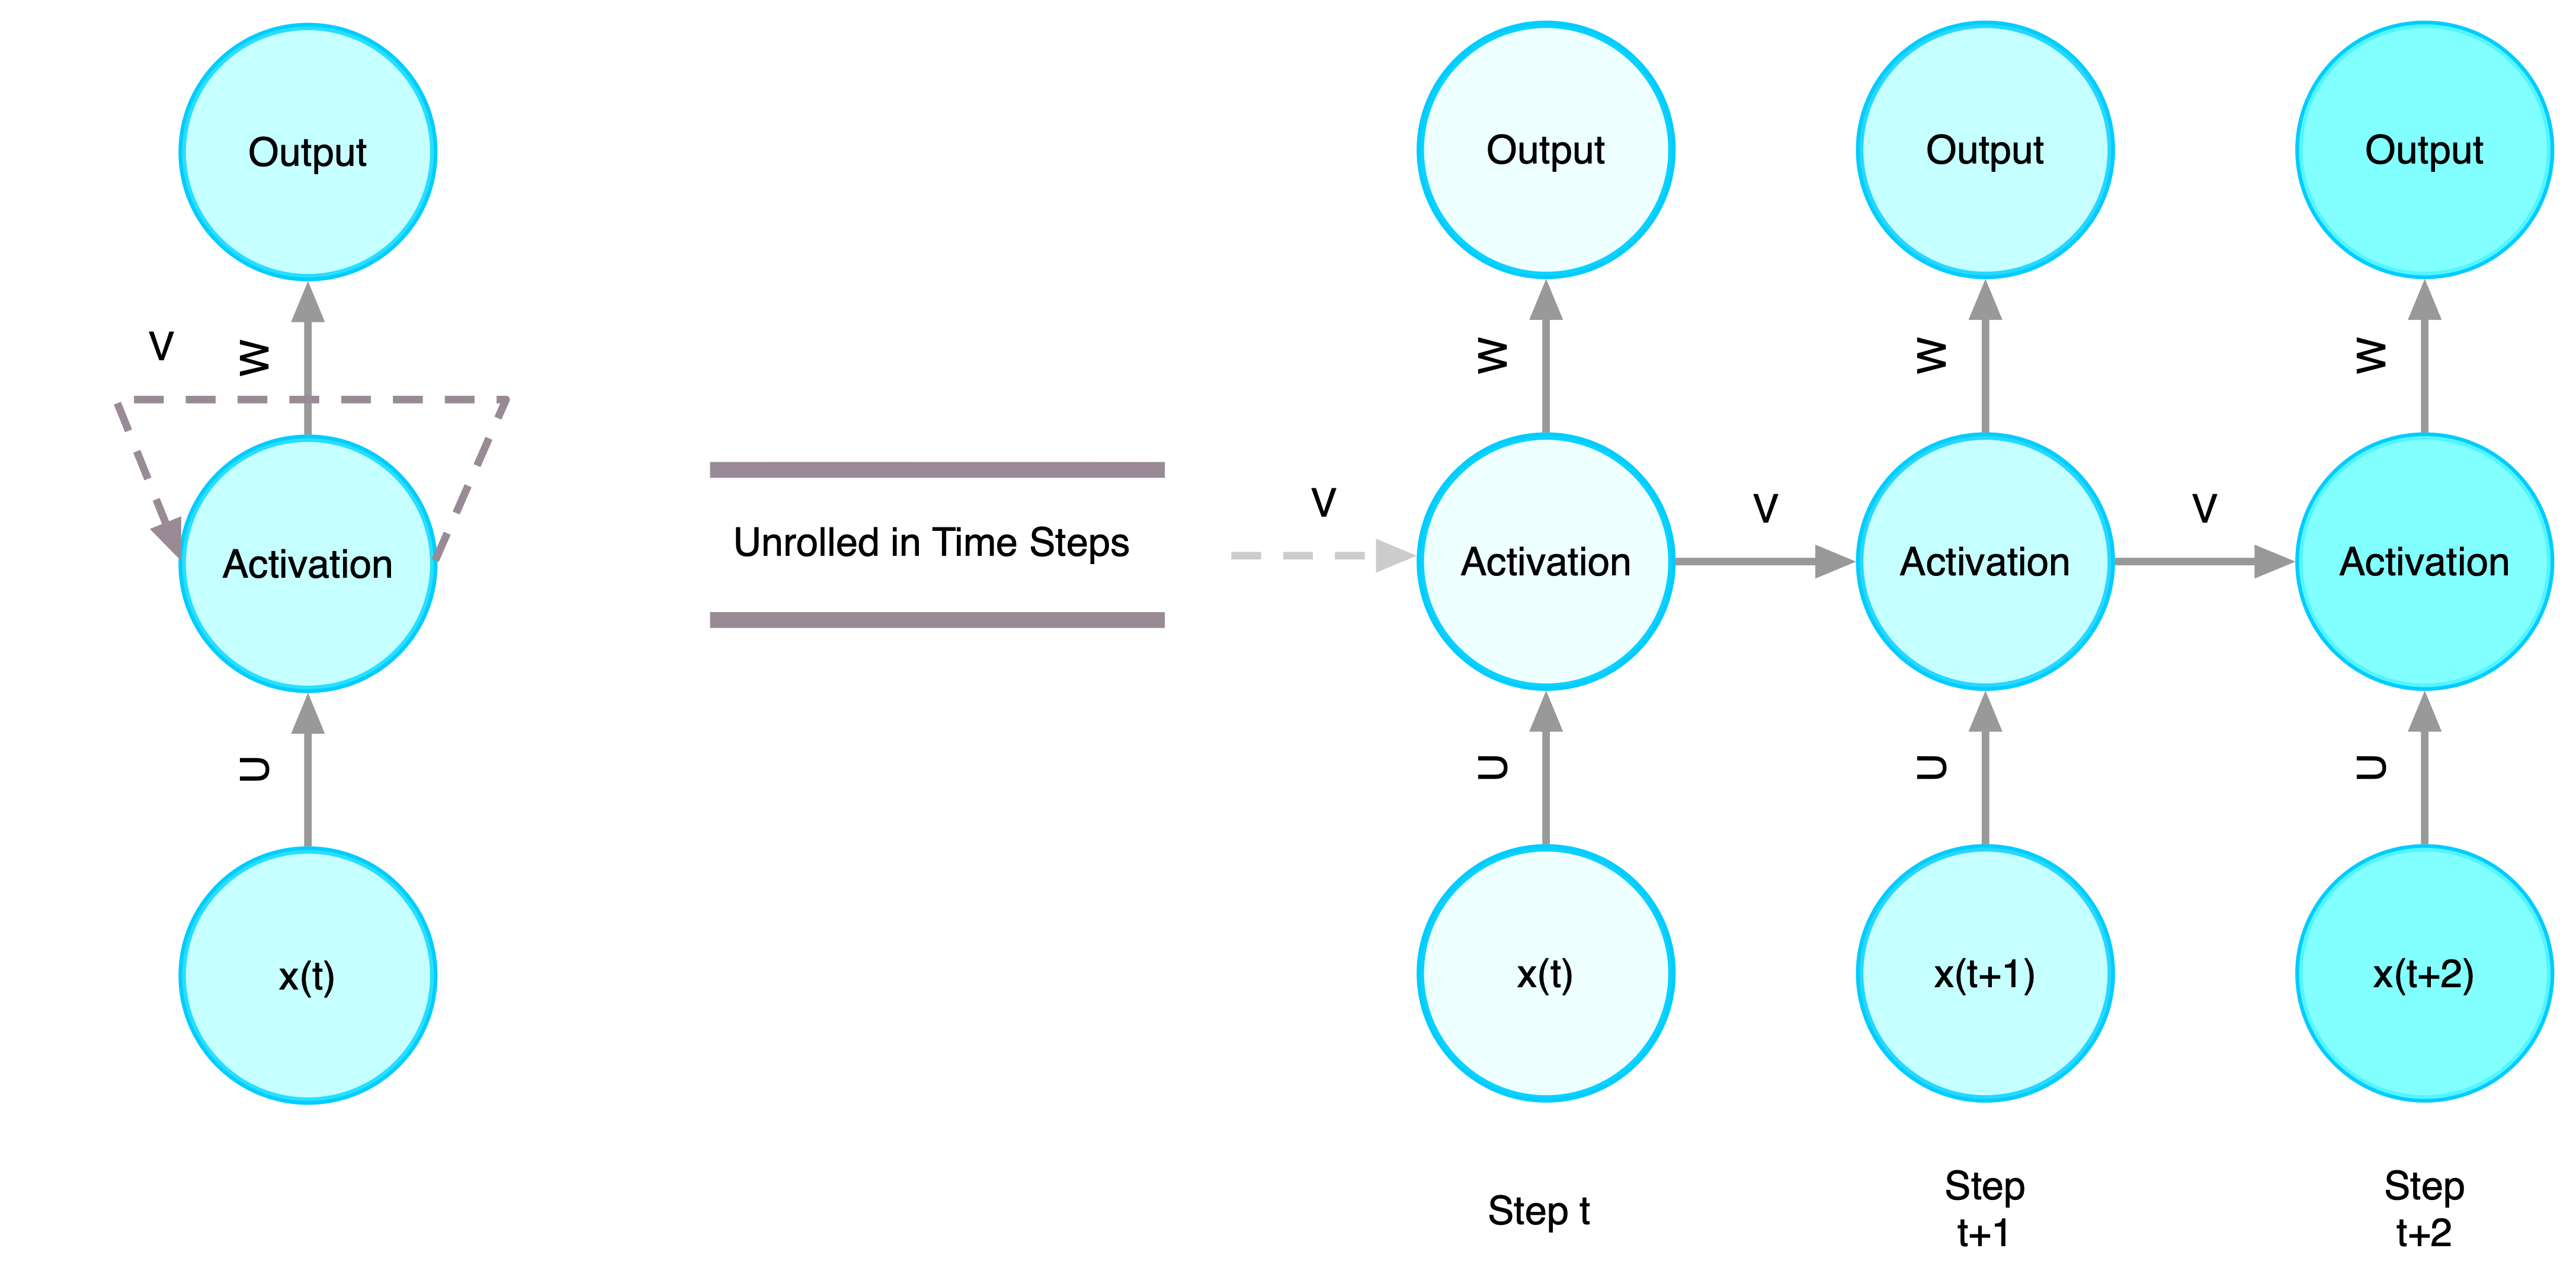 Output
V
W
Activation
U
x(t)
Unrolled in Time Steps
V
Output
W
Activation
U
x(t)
Step t
V
Output
W
Activation
U
x(t+1)
Step
t+1
V
Output
W
Activation
U
x(t+2)
Step
t+2